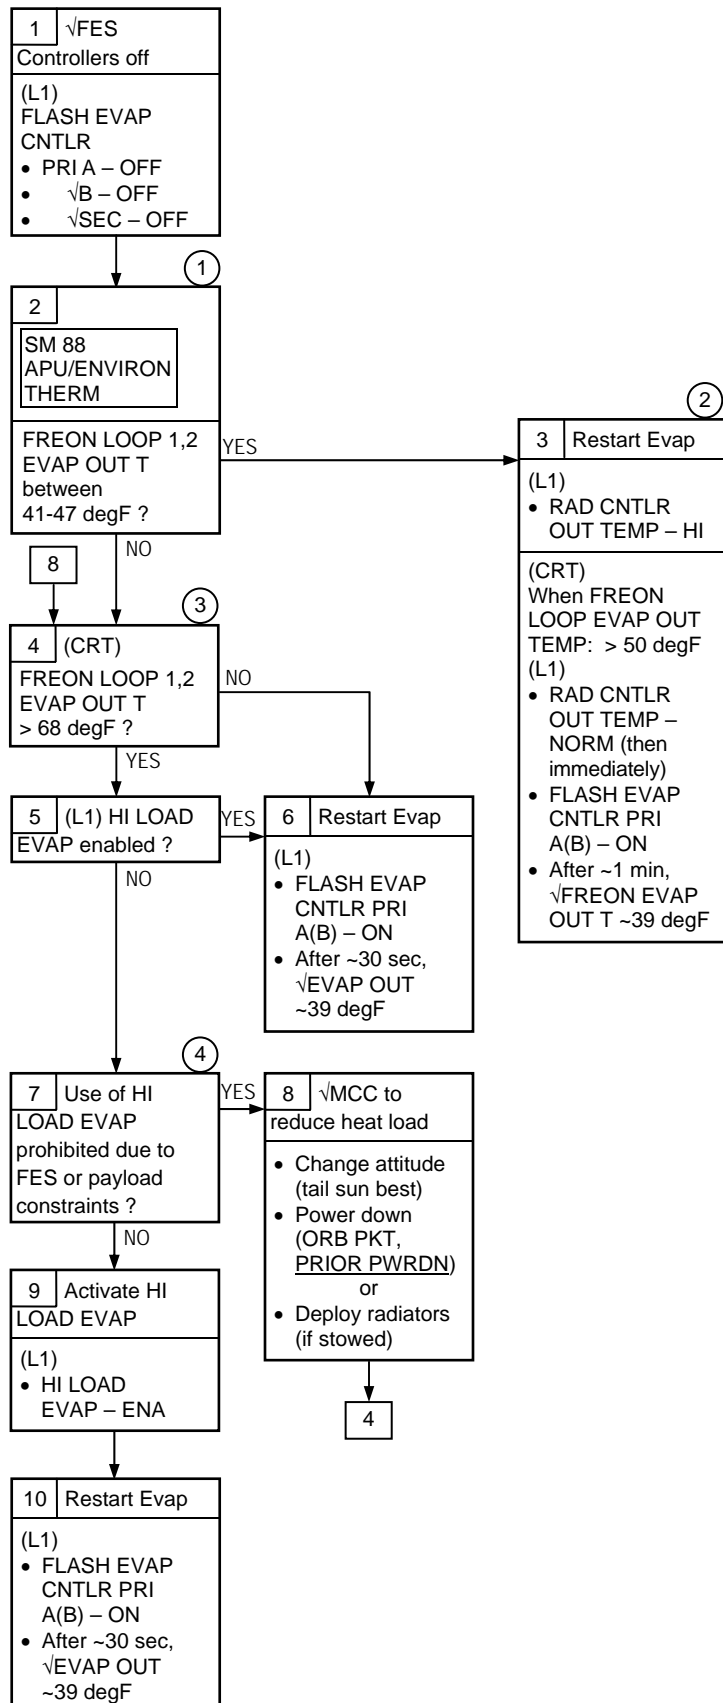 1 √FES
Controllers off
(L1)
FLASH EVAP
CNTLR
• PRI A – OFF
• √B – OFF
• √SEC – OFF
1
2
SM 88
APU/ENVIRON
THERM
FREON LOOP 1,2
EVAP OUT T
between
41-47 degF ?
YES
NO
2
3 Restart Evap
(L1)
• RAD CNTLR
OUT TEMP – HI
(CRT)
When FREON
LOOP EVAP OUT
TEMP: > 50 degF
(L1)
• RAD CNTLR
OUT TEMP –
NORM (then
immediately)
• FLASH EVAP
CNTLR PRI
A(B) – ON
• After ~1 min,
√FREON EVAP
OUT T ~39 degF
8
3
4 (CRT)
FREON LOOP 1,2
EVAP OUT T
> 68 degF ?
NO
YES
5 (L1) HI LOAD
EVAP enabled ?
YES
NO
6 Restart Evap
(L1)
• FLASH EVAP
CNTLR PRI
A(B) – ON
• After ~30 sec,
√EVAP OUT
~39 degF
4
7 Use of HI
LOAD EVAP
prohibited due to
FES or payload
constraints ?
YES
NO
8 √MCC to
reduce heat load
• Change attitude
(tail sun best)
• Power down
(ORB PKT,
PRIOR PWRDN)
or
• Deploy radiators
(if stowed)
4
9 Activate HI
LOAD EVAP
(L1)
• HI LOAD
EVAP – ENA
10 Restart Evap
(L1)
• FLASH EVAP
CNTLR PRI
A(B) – ON
• After ~30 sec,
√EVAP OUT
~39 degF